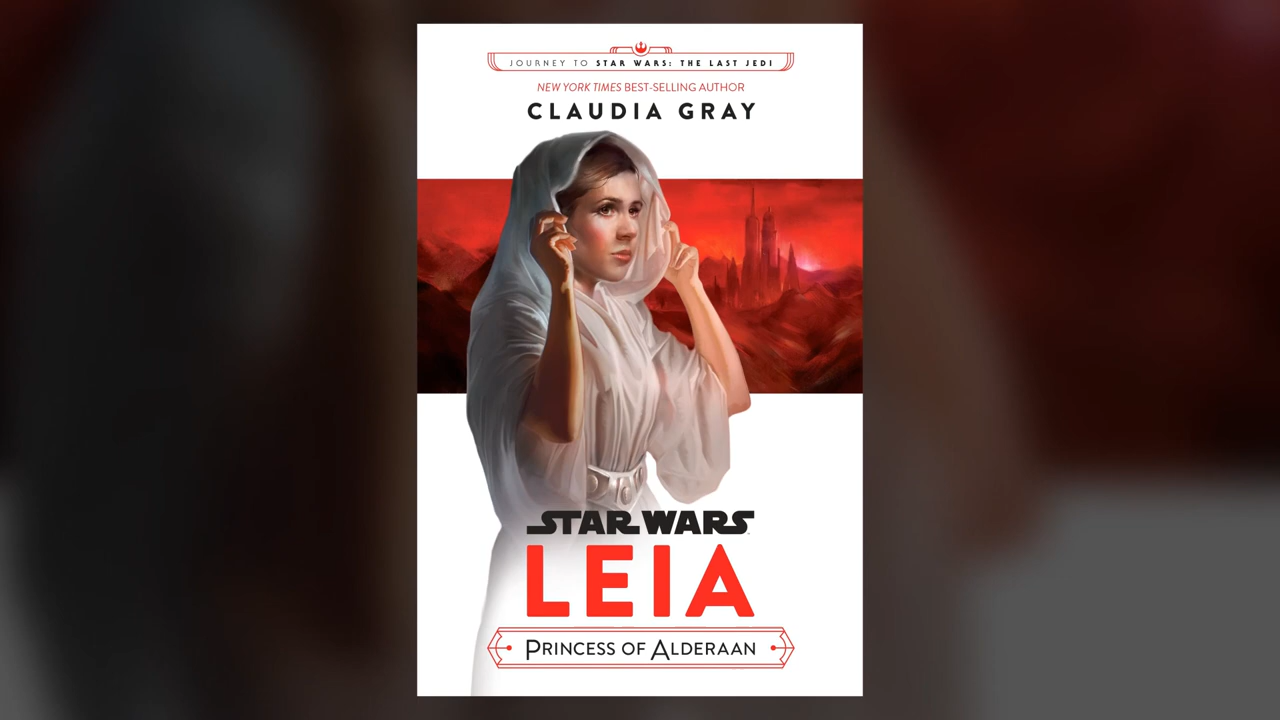 JOURNEY TO STAR WARS: THE LAST JEDI
NEW YORK TIMES BEST-SELLING AUTHOR
CLAUDIA GRAY
STAR WARS
LEIA
PRINCESS OF ALDERAAN